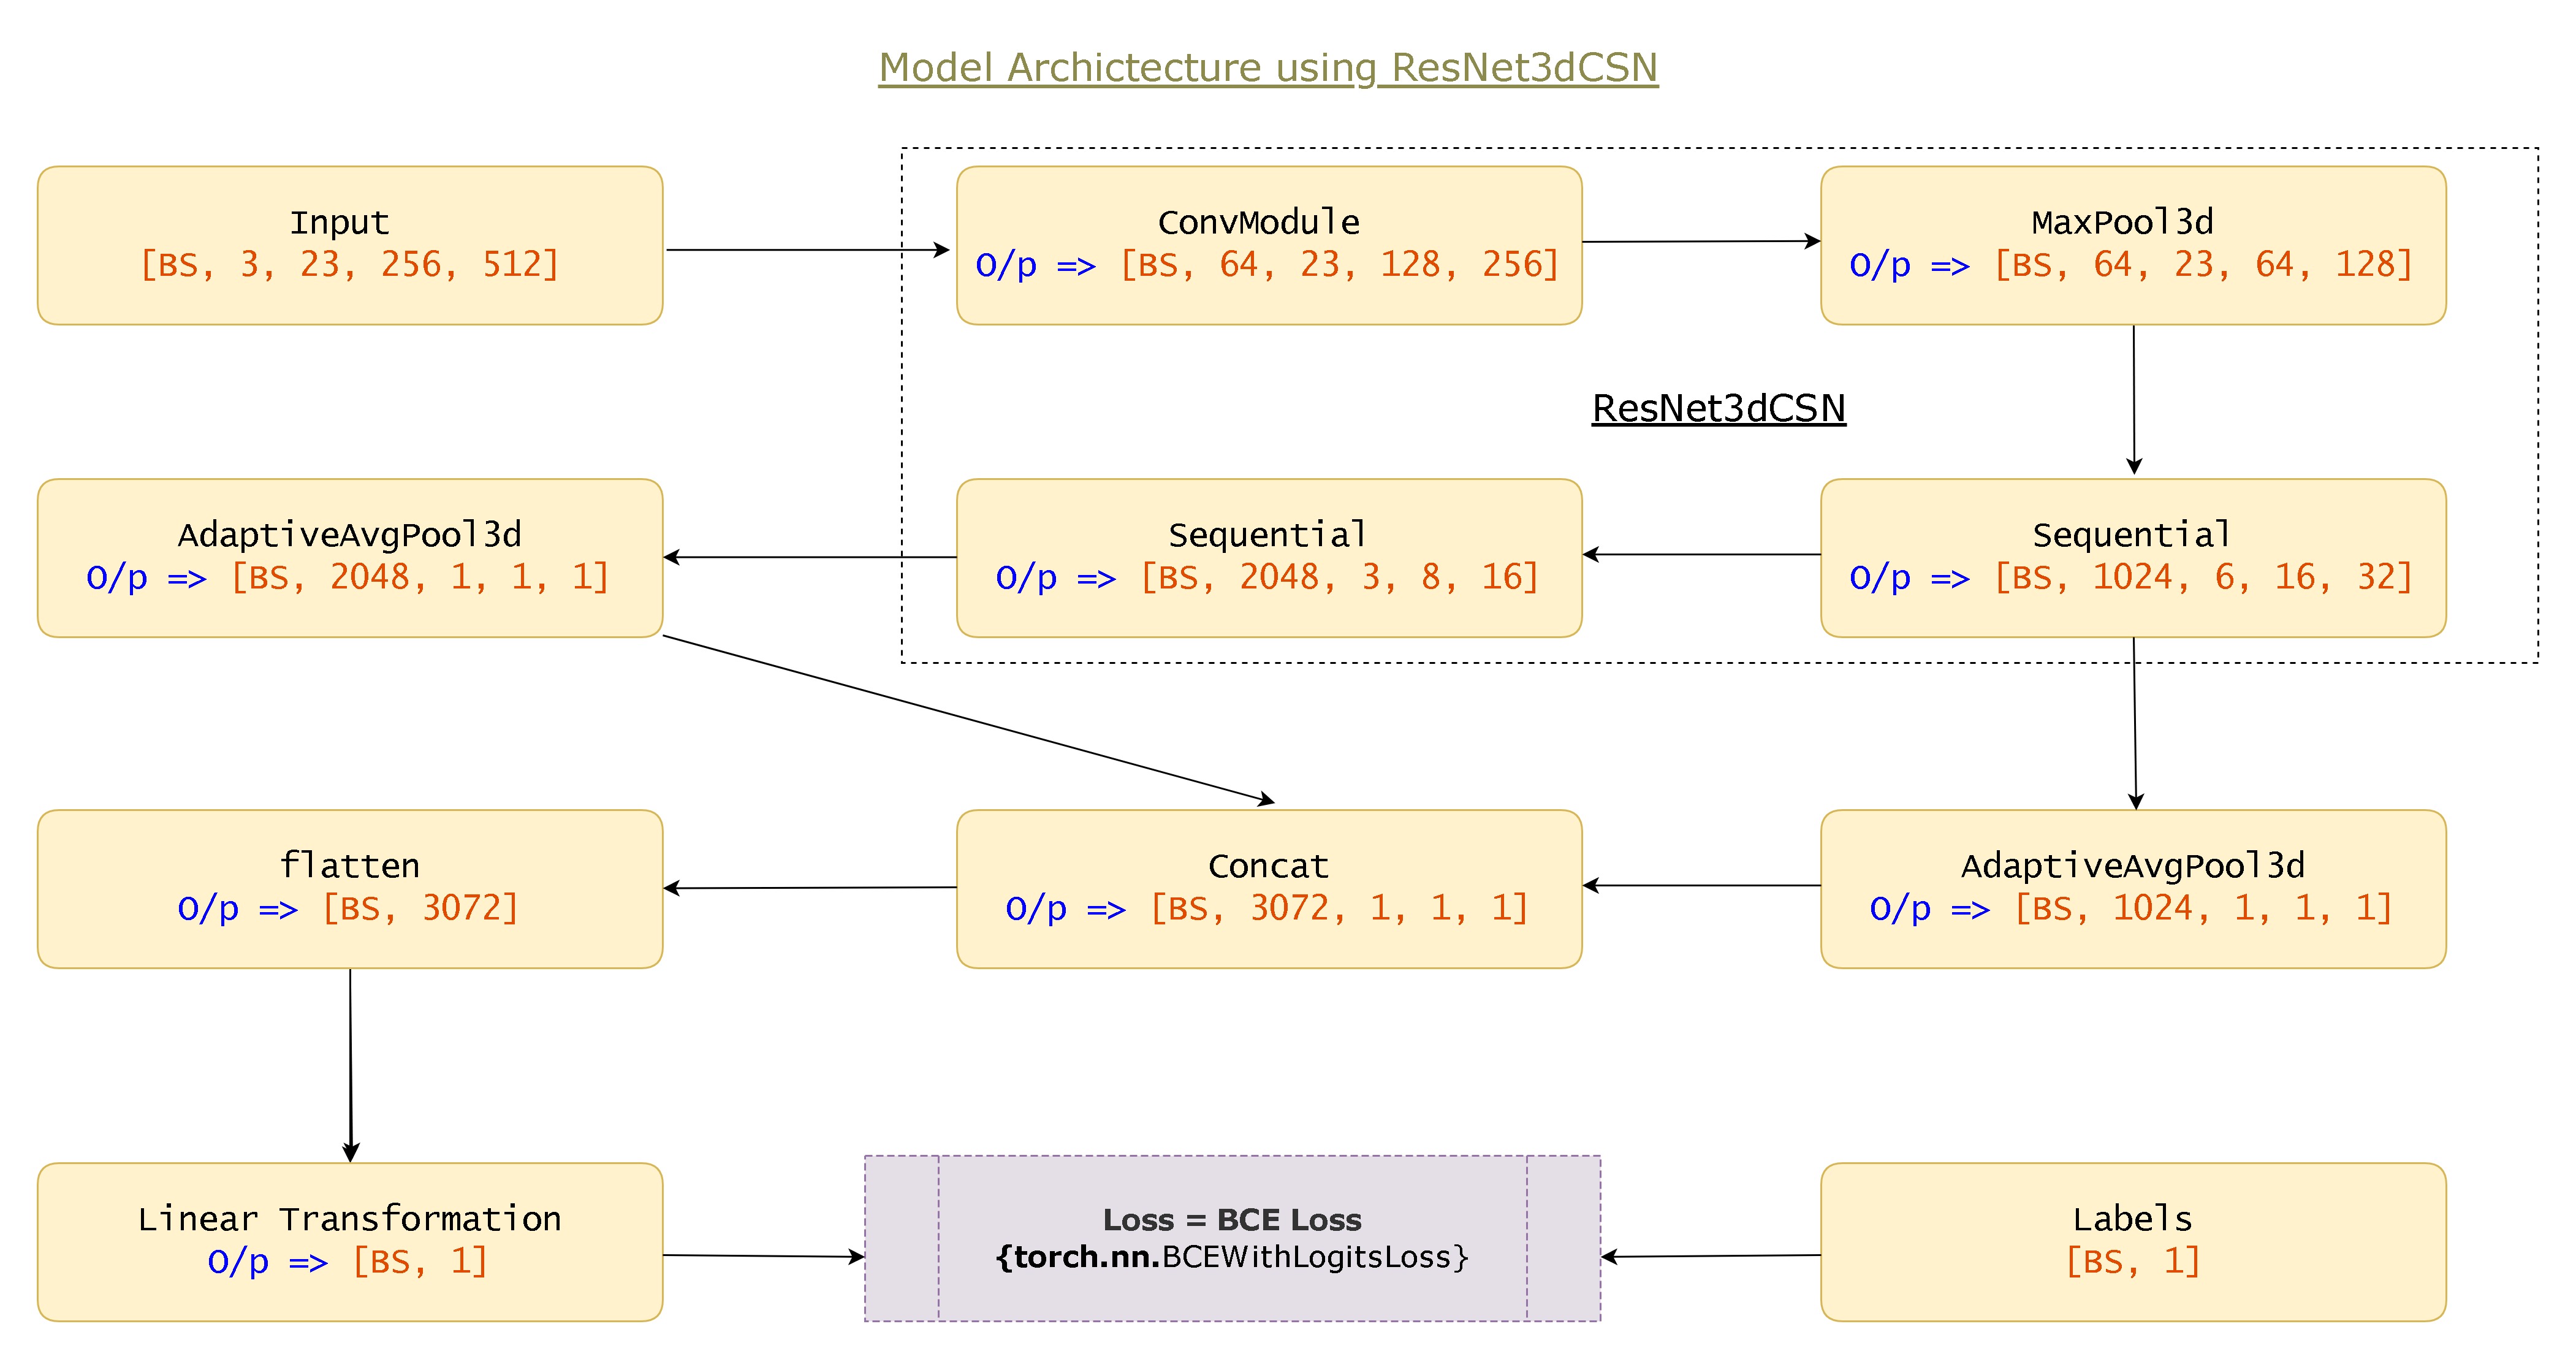 Model Archictecture using ResNet3dCSN
Input
[BS, 3, 23, 256, 512]
ConvModule
O/p => [BS, 64, 23, 128, 256]
MaxPool3d
O/p => [BS, 64, 23, 64, 128]
ResNet3dCSN
AdaptiveAvgPool3d
O/p => [BS, 2048, 1, 1, 1]
Sequential
O/p => [BS, 2048, 3, 8, 16]
Sequential
O/p => [BS, 1024, 6, 16, 32]
flatten
O/p => [BS, 3072]
Concat
O/p => [BS, 3072, 1, 1, 1]
AdaptiveAvgPool3d
O/p => [BS, 1024, 1, 1, 1]
Linear Transformation
O/p => [BS, 1]
Loss = BCE Loss
{torch.nn.BCEWithLogitsLoss}
Labels
[BS, 1]